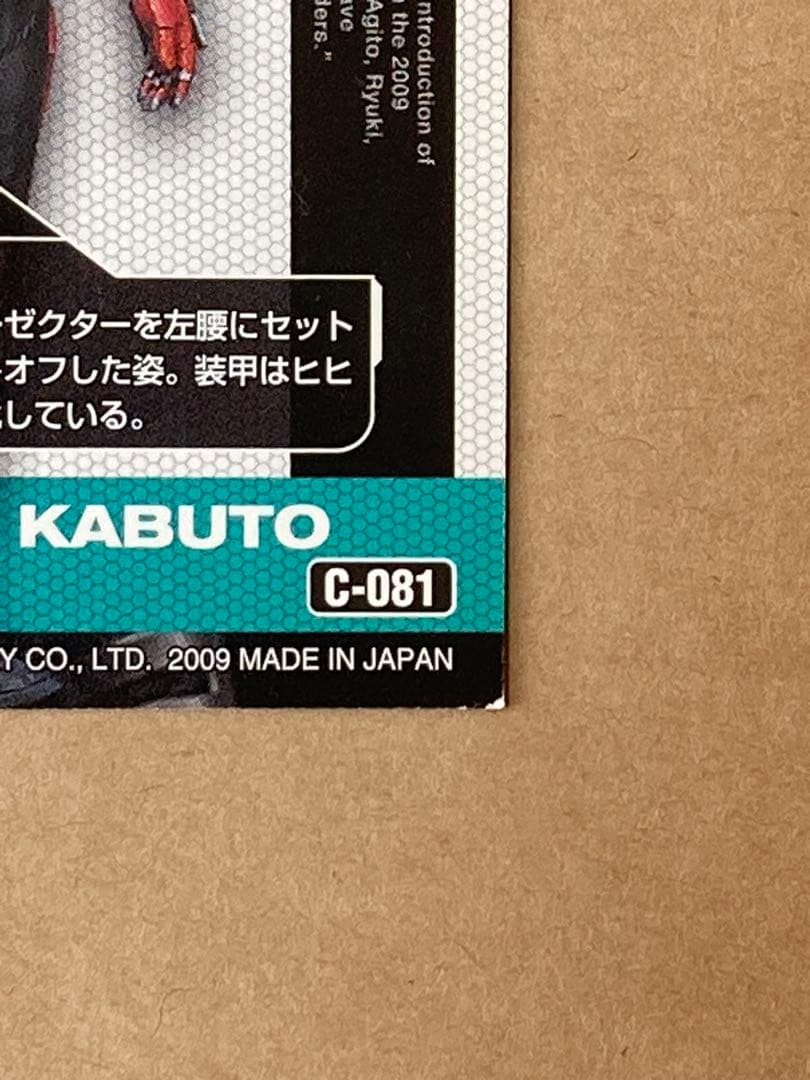 ntroduction of
the 2009
Agito, Ryuki,
ave
ders."
ゼクターを左腰にセット
オフした姿。装甲はヒヒ
している。
KABUTO
C-081
Y CO., LTD. 2009 MADE IN JAPAN